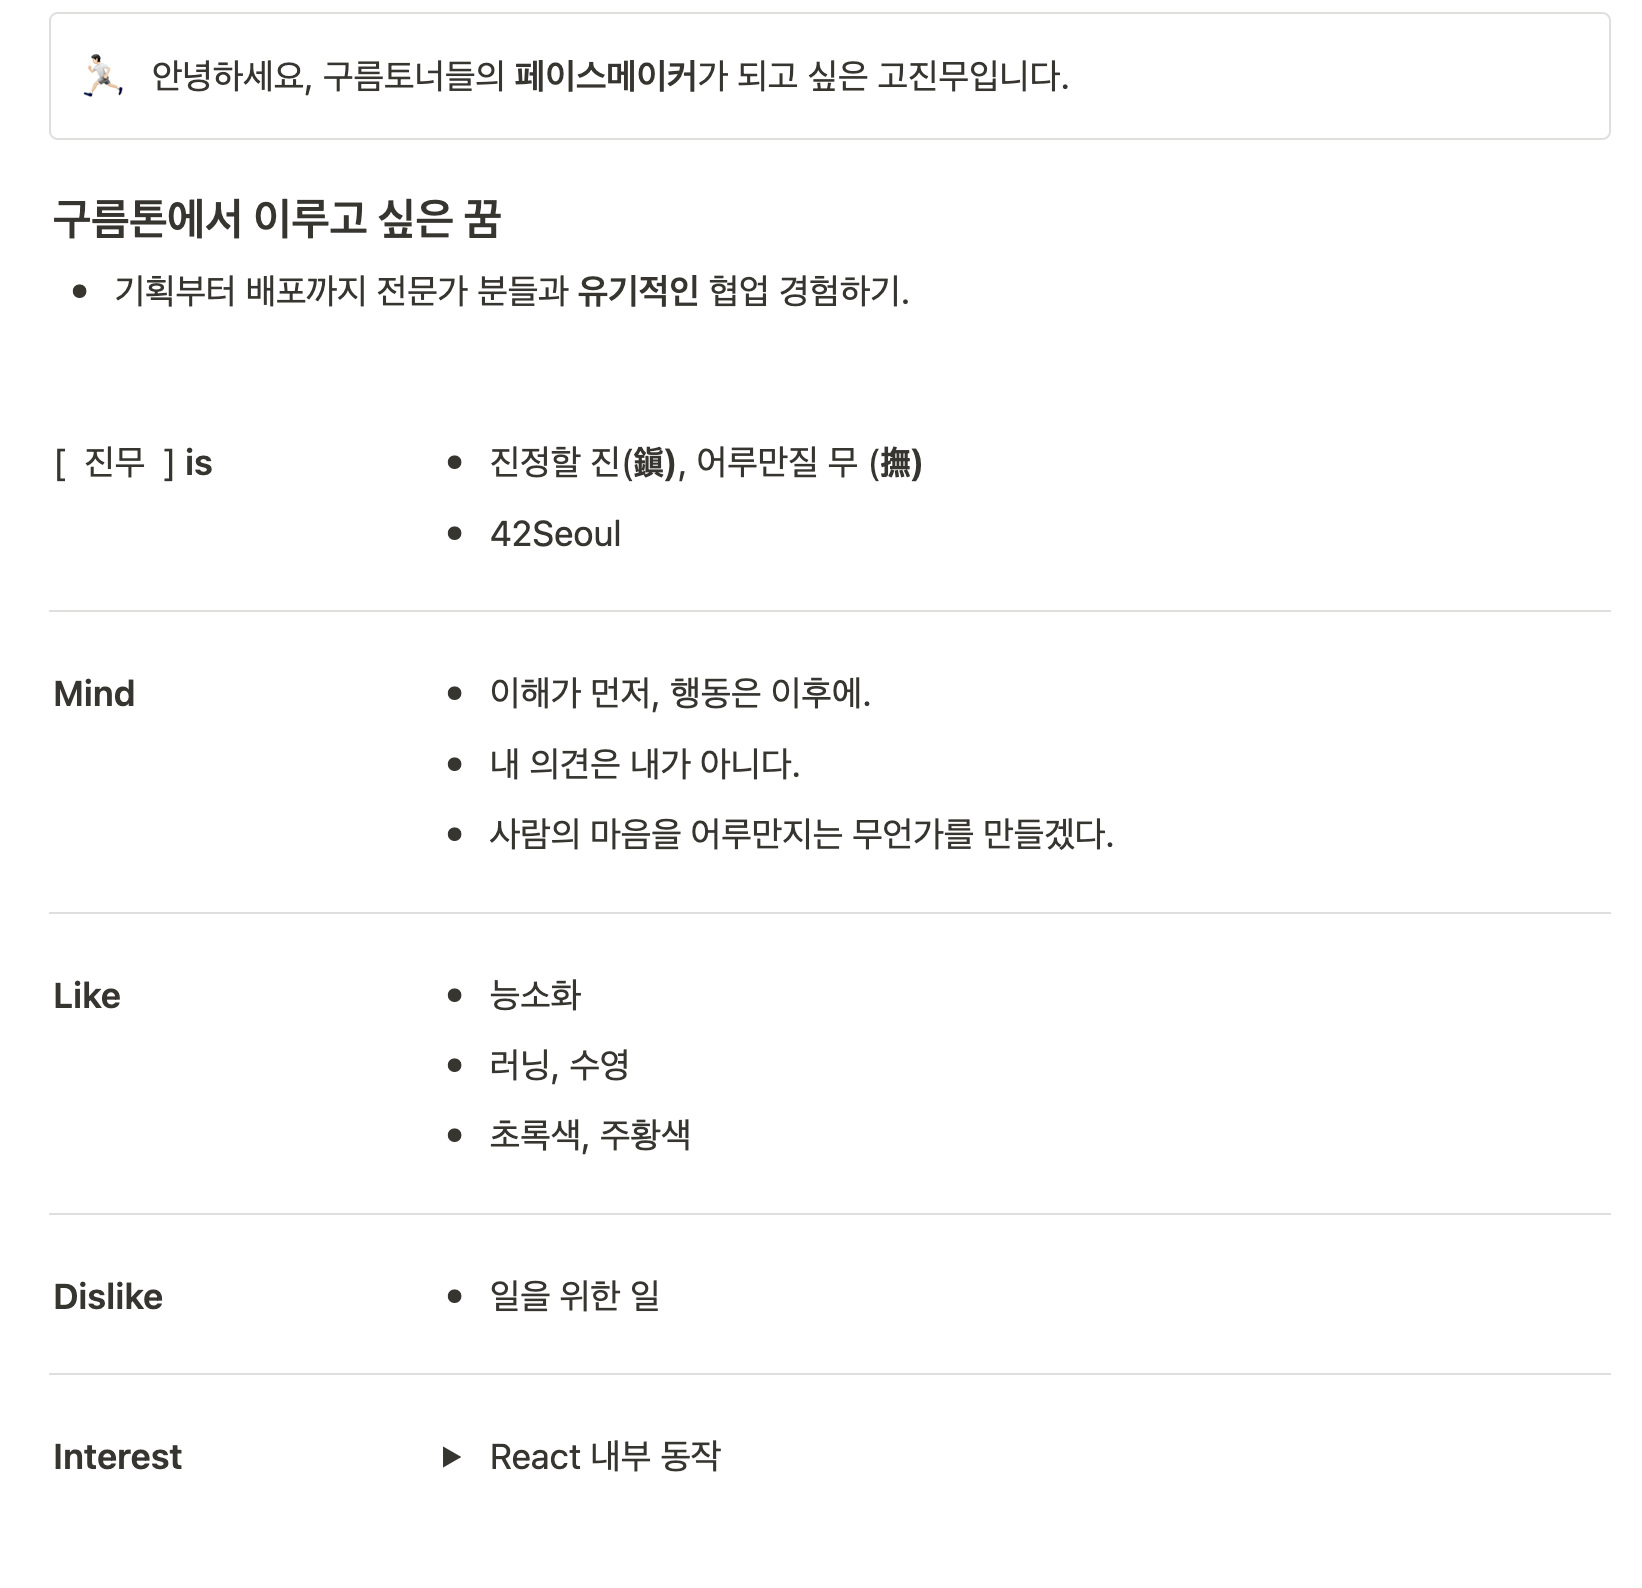 안녕하세요, 구름토너들의 페이스메이커가 되고 싶은 고진무입니다.
구름톤에서 이루고 싶은 꿈
• 기획부터 배포까지 전문가 분들과 유기적인 협업 경험하기.
[ 진무 ] is
• 진정할 진(鎭), 어루만질 무 (撫)
• 42Seoul
Mind
• 이해가 먼저, 행동은 이후에.
• 내 의견은 내가 아니다.
• 사람의 마음을 어루만지는 무언가를 만들겠다.
Like
• 능소화
• 러닝, 수영
• 초록색, 주황색
Dislike
• 일을 위한 일
Interest
▶ React 내부 동작